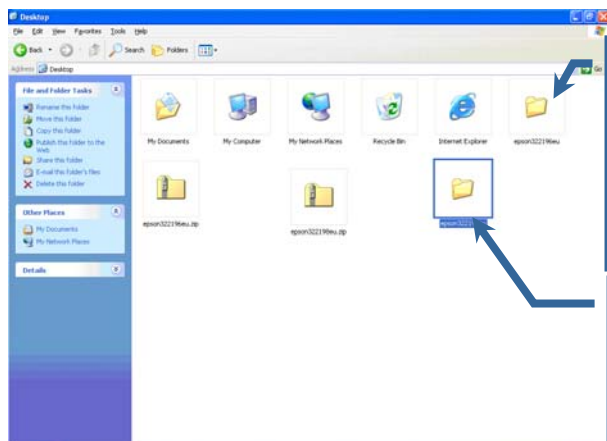 Desktop
File Edit View Favorites Tools Help
Back Search Folders
Address Desktop Go
File and Folder Tasks
Rename this folder
Move this folder
Copy this folder
Publish this folder to the
Web
Share this folder
E-mail this folder's files
Delete this folder
Other Places
My Documents
My Network Places
Details
My Documents My Computer My Network Places Recycle Bin Internet Explorer epson322196eu
epson322196eu.zip epson322196eu.zip